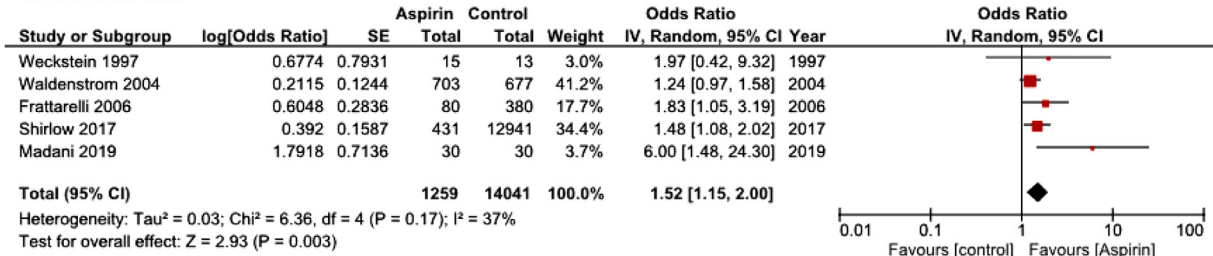 Aspirin Control Odds Ratio Odds Ratio
Study or Subgroup log[Odds Ratio] SE Total Total Weight IV, Random, 95% CI Year IV, Random, 95% CI
Weckstein 1997 0.6774 0.7931 15 13 3.0% 1.97 [0.42, 9.32] 1997
Waldenstrom 2004 0.2115 0.1244 703 677 41.2% 1.24 [0.97, 1.58] 2004
Frattarelli 2006 0.6048 0.2836 80 380 17.7% 1.83 [1.05, 3.19] 2006
Shirlow 2017 0.392 0.1587 431 12941 34.4% 1.48 [1.08, 2.02] 2017
Madani 2019 1.7918 0.7136 30 30 3.7% 6.00 [1.48, 24.30] 2019
Total (95% CI) 1259 14041 100.0% 1.52 [1.15, 2.00]
Heterogeneity: Tau² = 0.03; Chi² = 6.36, df = 4 (P = 0.17); I² = 37%
Test for overall effect: Z = 2.93 (P = 0.003)
0.01 0.1 1 10 100
Favours [control] Favours [Aspirin]